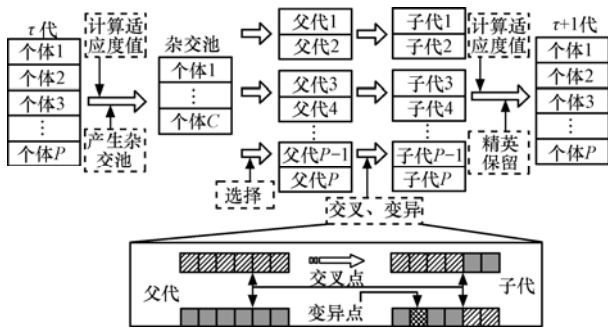 τ代
个体1
个体2
个体3
⋮
个体P
计算适
应度值
产生杂
交池
杂交池
个体1
⋮
个体C
选择
父代1
父代2
父代3
父代4
⋮
父代P−1
父代P
子代1
子代2
子代3
子代4
⋮
子代P−1
子代P
交叉、变异
计算适
应度值
精英
保留
τ+1代
个体1
个体2
个体3
⋮
个体P
父代
交叉点
子代
变异点